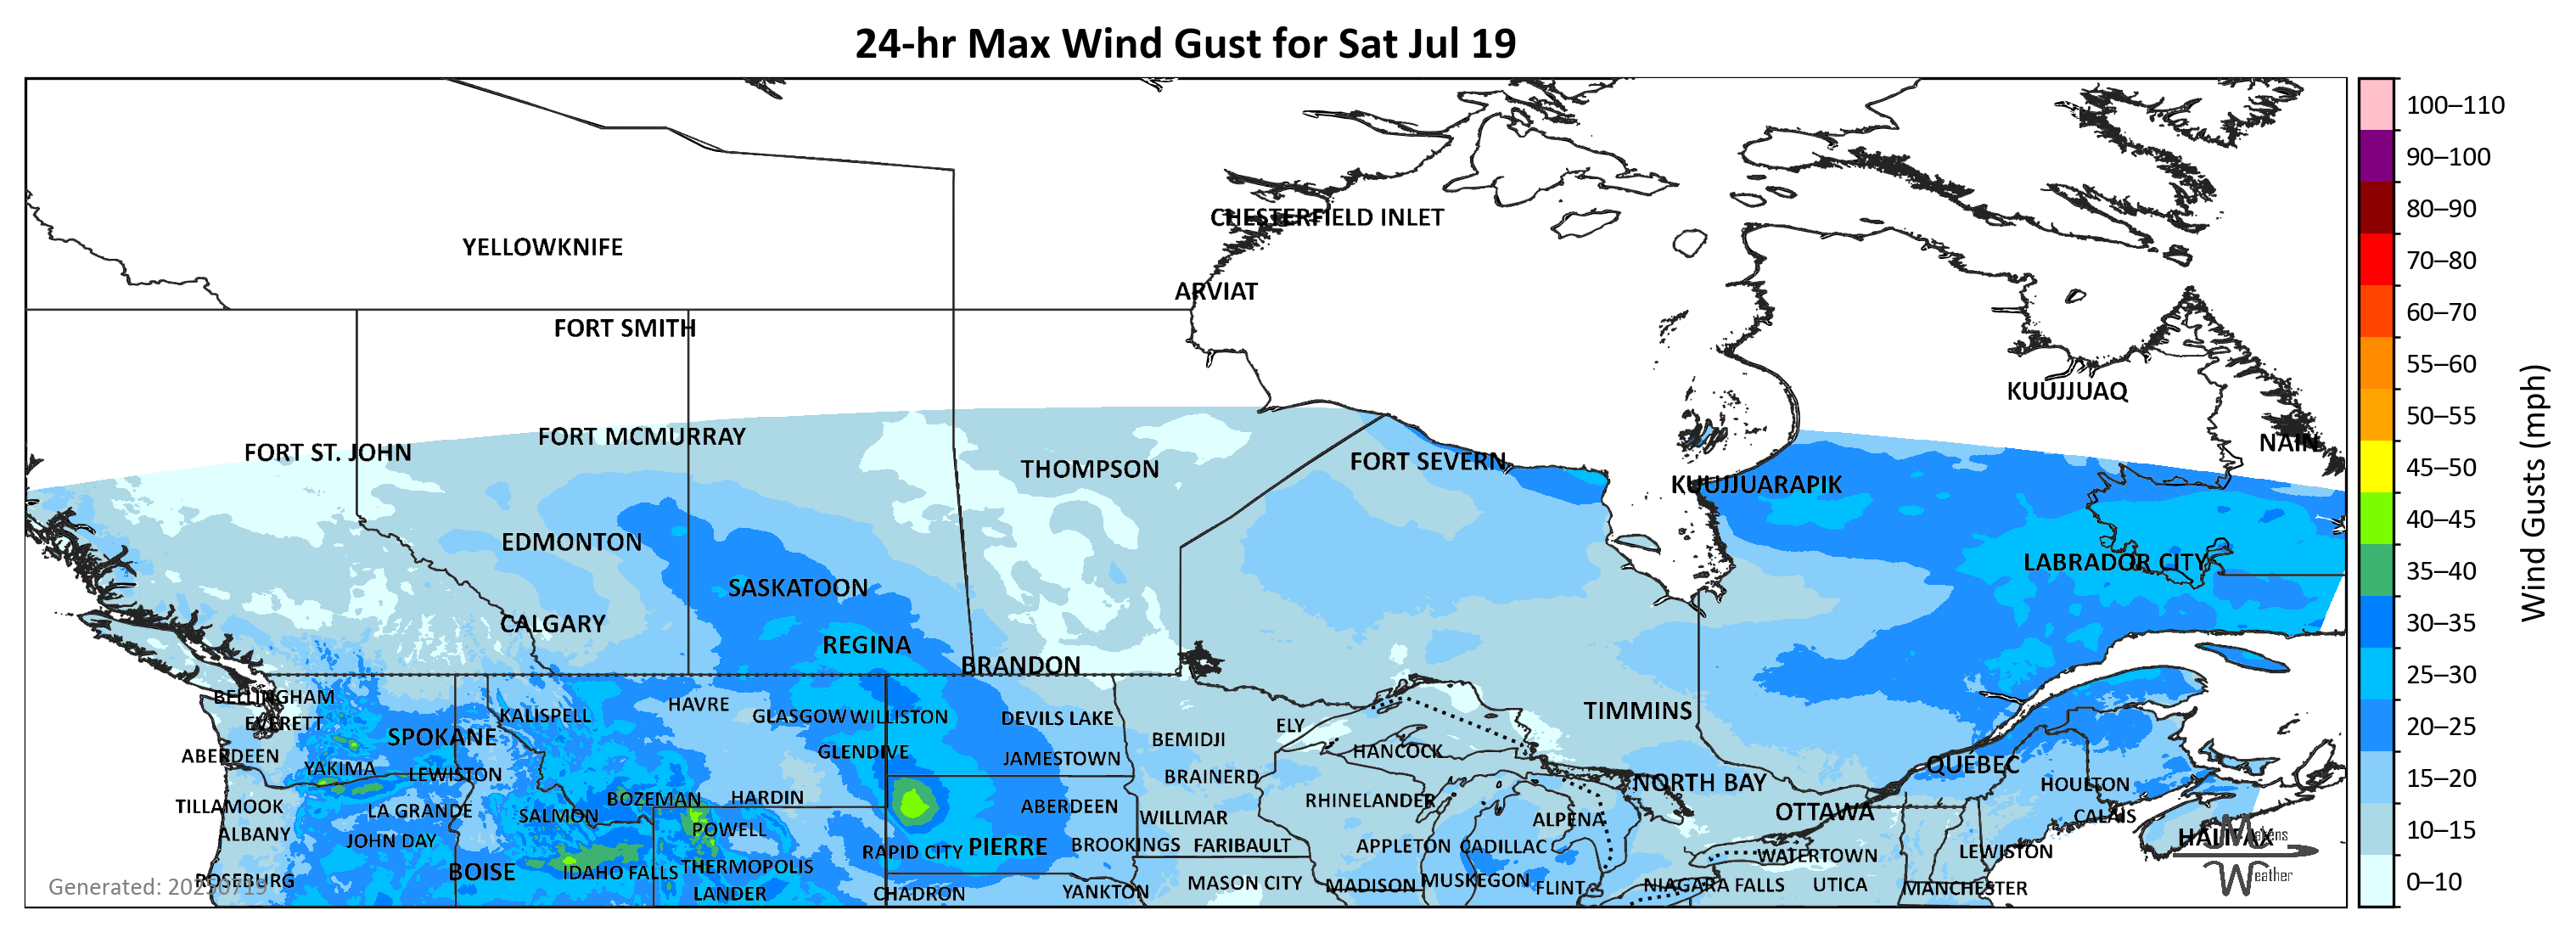 24-hr Max Wind Gust for Sat Jul 19
100–110
90–100
CHESTERFIELD INLET
80–90
YELLOWKNIFE
70–80
ARVIAT
60–70
FORT SMITH
55–60
KUUJJUAQ
50–55
FORT MCMURRAY
NAIN
FORT ST. JOHN
FORT SEVERN
THOMPSON
45–50
KUUJJUARAPIK
40–45
EDMONTON
LABRADOR CITY
35–40
SASKATOON
CALGARY
30–35
Wind Gusts (mph)
REGINA
BRANDON
25–30
BELLINGHAM
HAVRE
TIMMINS
KALISPELL
GLASGOW
WILLISTON
DEVILS LAKE
EVERETT
ELY
20–25
SPOKANE
BEMIDJI
ABERDEEN
GLENDIVE
JAMESTOWN
HANCOCK
QUEBEC
YAKIMA
LEWISTON
BRAINERD
15–20
NORTH BAY
HOULTON
BOZEMAN
HARDIN
RHINELANDER
TILLAMOOK
LA GRANDE
SALMON
ABERDEEN
WILLMAR
ALPENA
OTTAWA
CALAIS
10–15
ALBANY
POWELL
HALIFAX
Makens
JOHN DAY
RAPID CITY
PIERRE
BROOKINGS
FARIBAULT
APPLETON
CADILLAC
WATERTOWN
LEWISTON
BOISE
IDAHO FALLS
THERMOPOLIS
Weather
ROSEBURG
Generated: 20250719
LANDER
CHADRON
YANKTON
MASON CITY
MADISON
MUSKEGON
FLINT
NIAGARA FALLS
UTICA
MANCHESTER
0–10